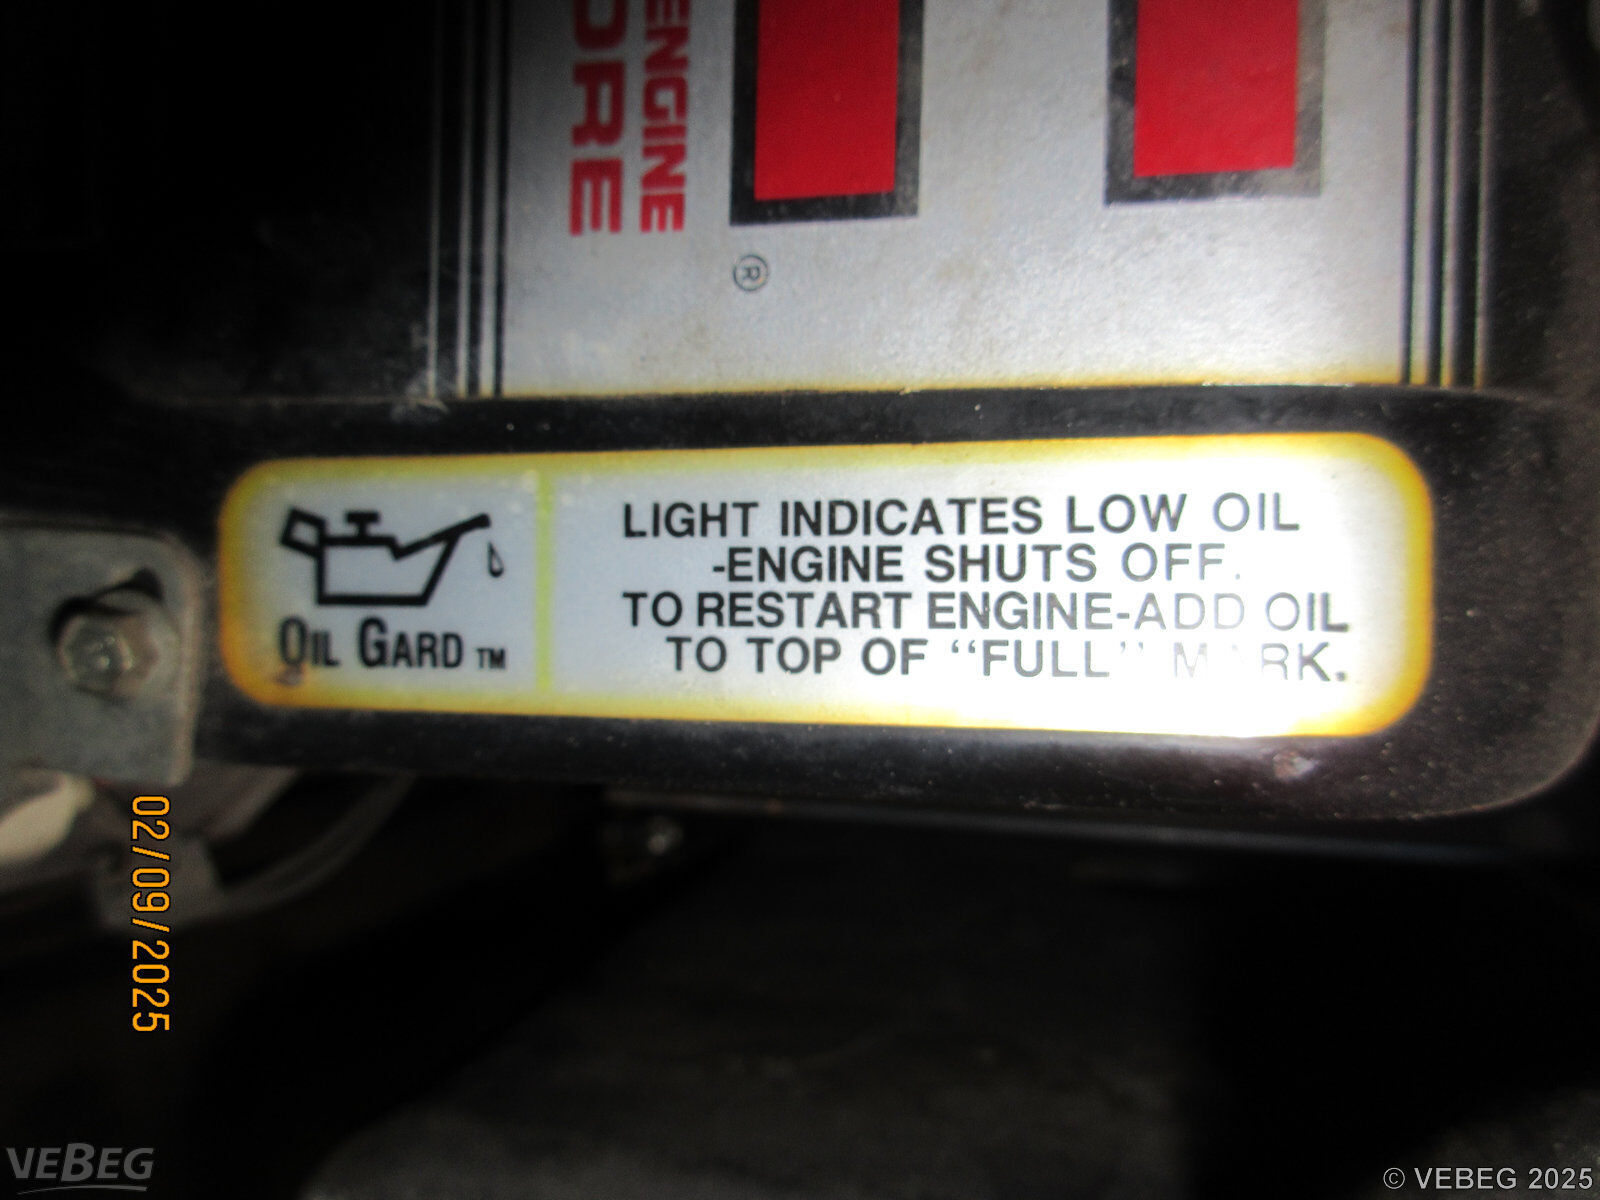 ENGINE
ORE
®
OIL GARD™
LIGHT INDICATES LOW OIL
-ENGINE SHUTS OFF.
TO RESTART ENGINE-ADD OIL
TO TOP OF “FULL” MARK.
02/09/2025
VEBEG
© VEBEG 2025